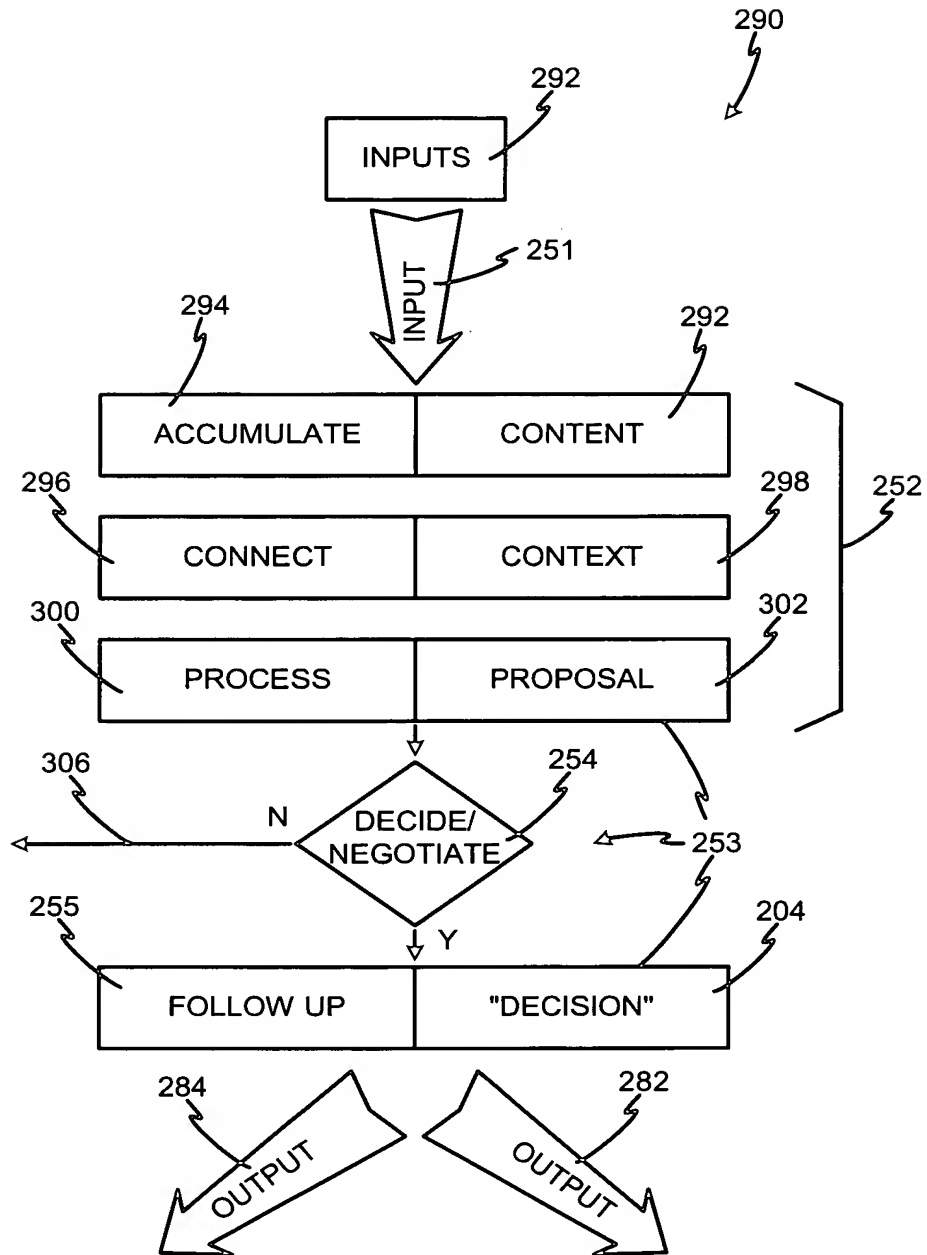 290
292
INPUTS
INPUT
251
294
292
ACCUMULATE
CONTENT
296
298
252
CONNECT
CONTEXT
300
302
PROCESS
PROPOSAL
306
254
N
DECIDE/
NEGOTIATE
253
255
Y
204
FOLLOW UP
"DECISION"
284
282
OUTPUT
OUTPUT